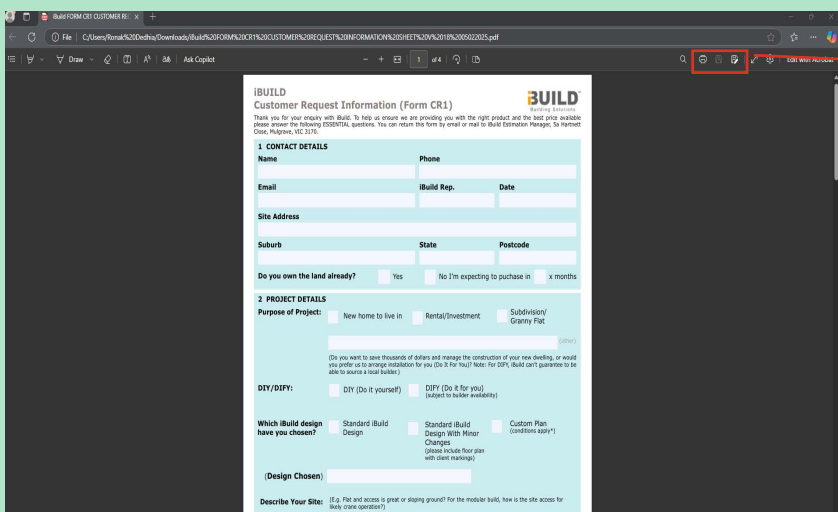 iBuild FORM CR1 CUSTOMER RE
File C:/Users/Ronak%20Dedhia/Downloads/iBuild%20FORM%20CR1%20CUSTOMER%20REQUEST%20INFORMATION%20SHEET%20V%2018%2005022025.pdf
Draw Ask Copilot 1 of 4 Edit with Acrobat
iBUILD
Customer Request Information (Form CR1)
iBUILD
Building Solutions
Thank you for your enquiry with iBuild. To help us ensure we are providing you with the right product and the best price available
please answer the following ESSENTIAL questions. You can return this form by email or mail to iBuild Estimation Manager, 5a Hartnett
Close, Mulgrave, VIC 3170.
1 CONTACT DETAILS
Name Phone
Email iBuild Rep. Date
Site Address
Suburb State Postcode
Do you own the land already? Yes No I'm expecting to puchase in x months
2 PROJECT DETAILS
Purpose of Project: New home to live in Rental/Investment Subdivision/
Granny Flat
(other)
(Do you want to save thousands of dollars and manage the construction of your new dwelling, or would
you prefer us to arrange installation for you (Do It For You)? Note: For DIFY, iBuild can't guarantee to be
able to source a local builder.)
DIY/DIFY: DIY (Do it yourself) DIFY (Do it for you)
(subject to builder availability)
Which iBuild design
have you chosen?
Standard iBuild
Design
Standard iBuild
Design With Minor
Changes
(please include floor plan
with client markings)
Custom Plan
(conditions apply*)
(Design Chosen)
Describe Your Site: (E.g. Flat and access is great or sloping ground? For the modular build, how is the site access for
likely crane operation?)